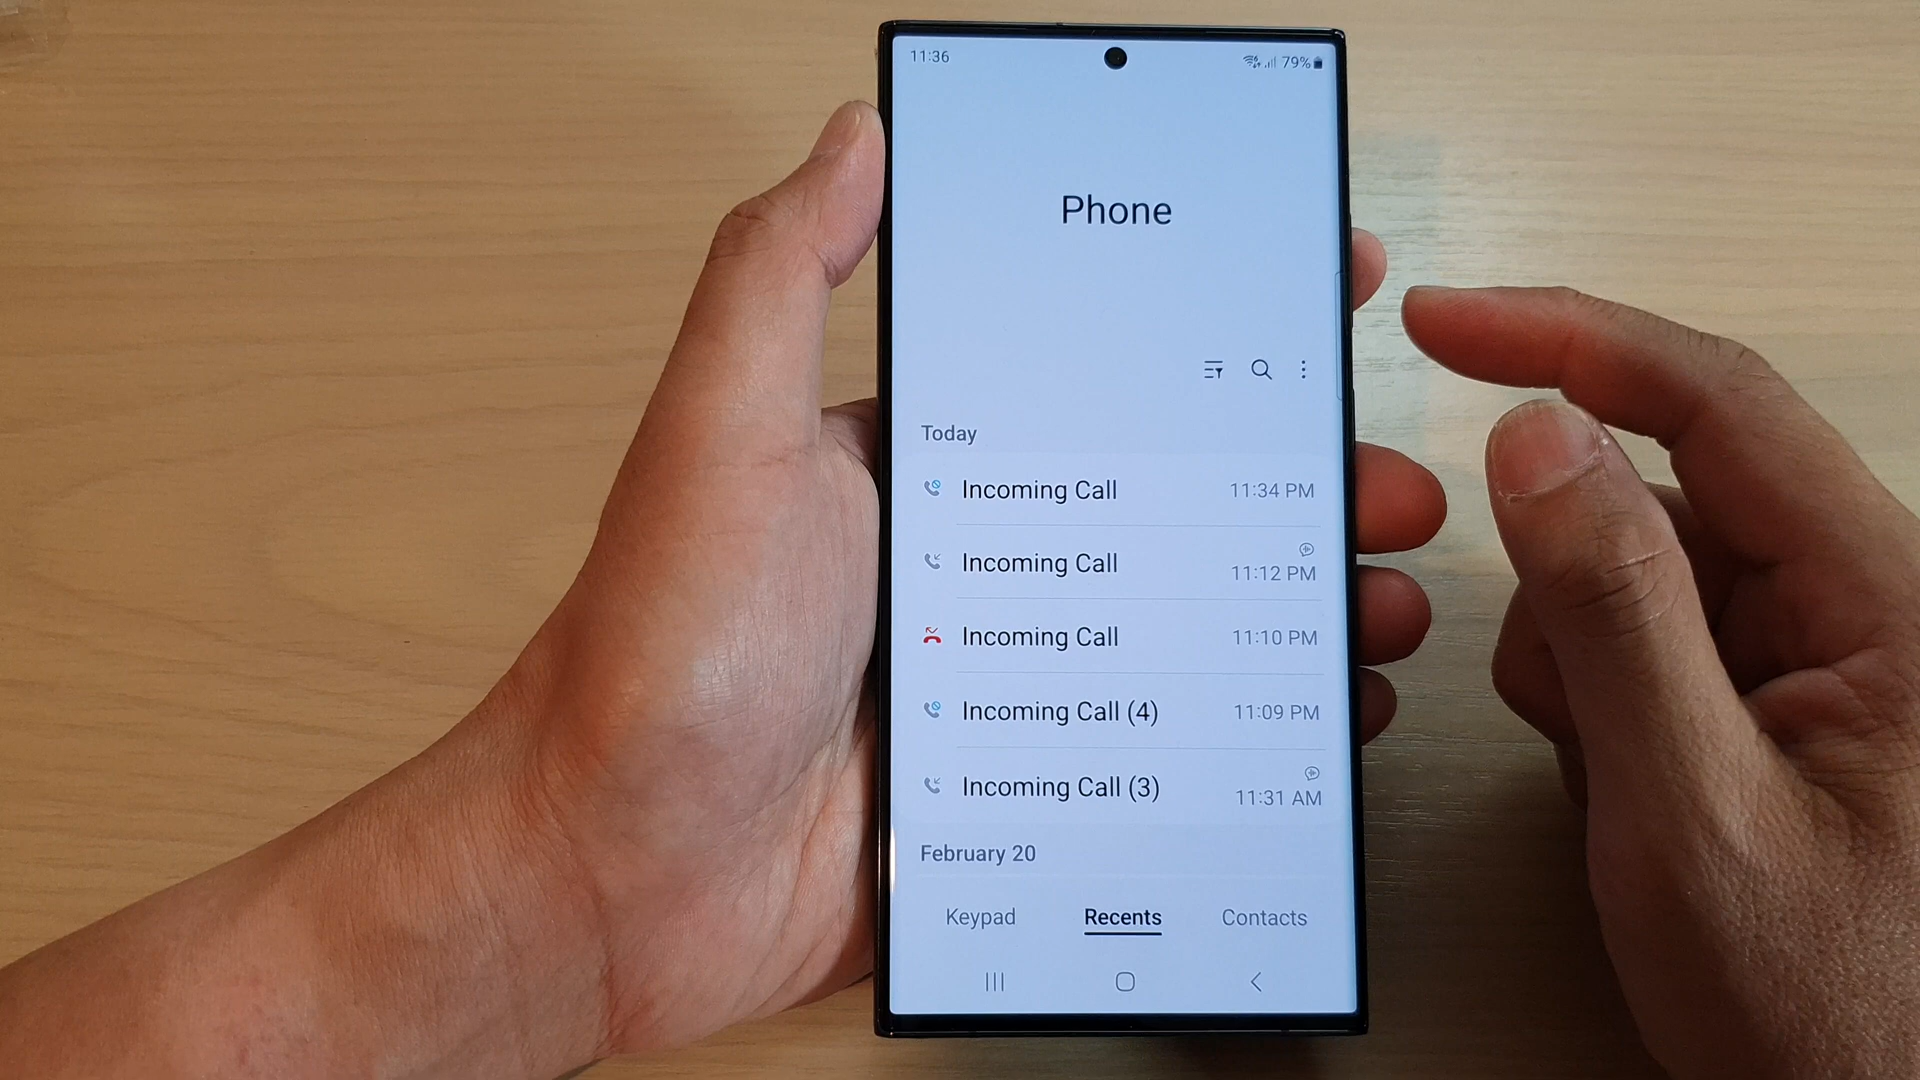 11:36
79%
Phone
Today
Incoming Call 11:34 PM
Incoming Call 11:12 PM
Incoming Call 11:10 PM
Incoming Call (4) 11:09 PM
Incoming Call (3) 11:31 AM
February 20
Keypad Recents Contacts